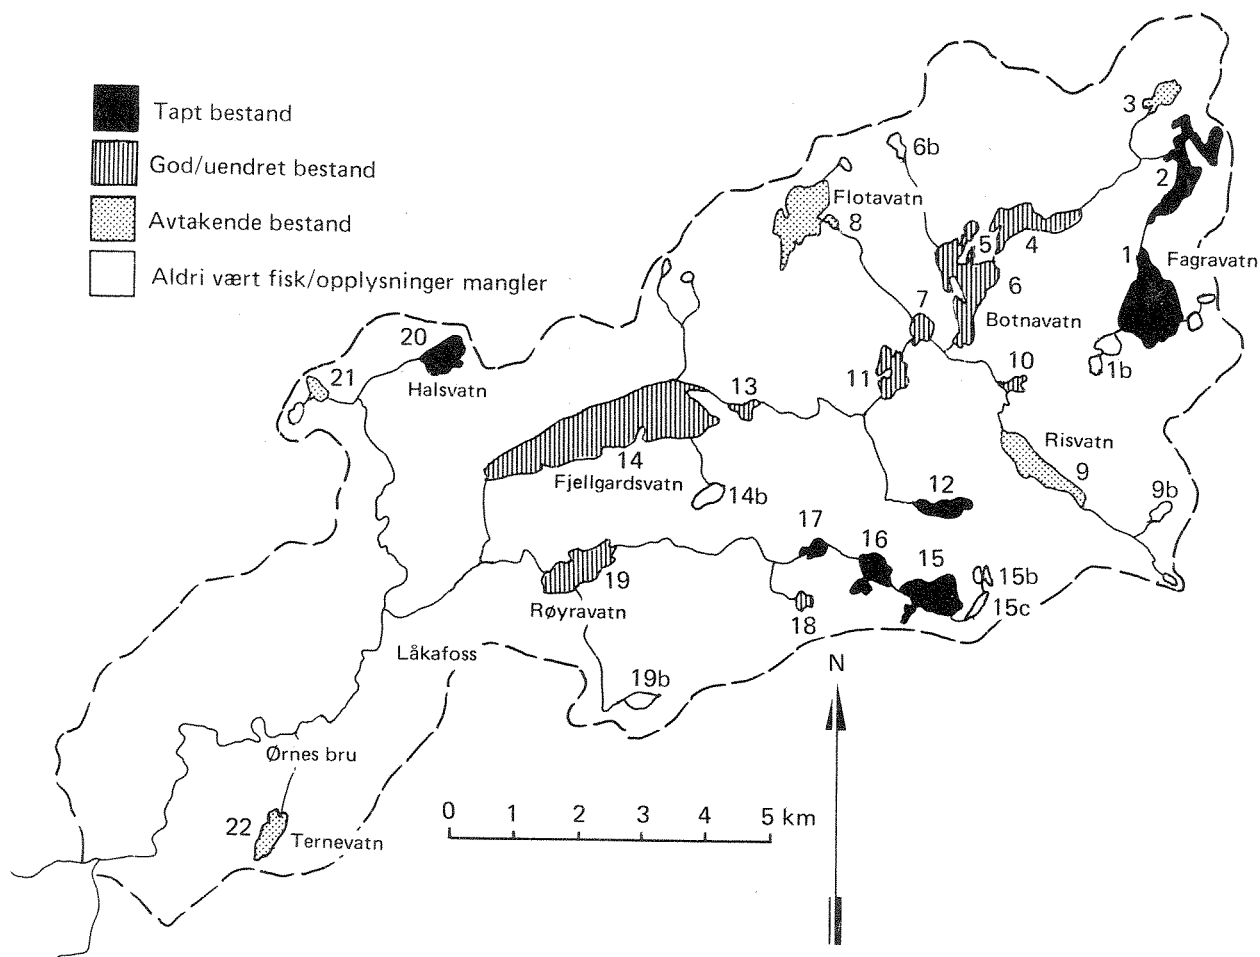 Tapt bestand
God/uendret bestand
Avtakende bestand
Aldri vært fisk/opplysninger mangler
3
2
6b
Flotavatn
8
5
4
1
Fagravatn
6
7
Botnavatn
1b
20
Halsvatn
21
10
11
13
Risvatn
9
14
Fjellgardsvatn
14b
12
9b
17
16
15
15b
15c
18
19
Røyravatn
Låkafoss
19b
N
Ørnes bru
22
Ternevatn
0 1 2 3 4 5 km